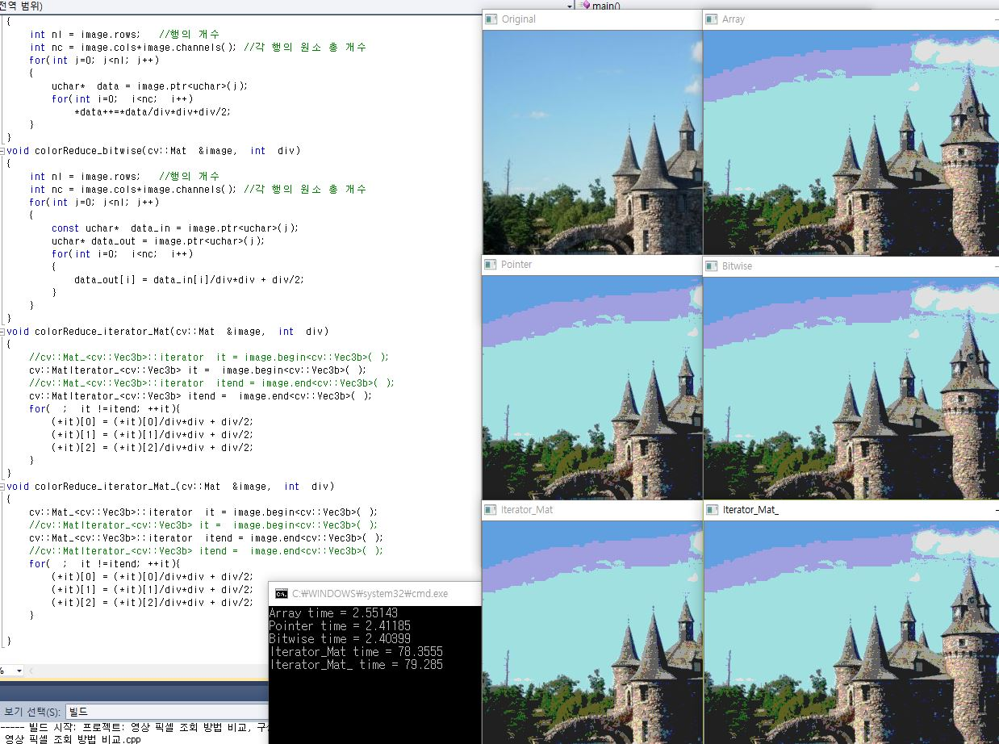 전역 범위)
main()
{
int nl = image.rows; //행의 개수
int nc = image.cols*image.channels(); //각 행의 원소 총 개수
for(int j=0; j<nl; j++)
{
uchar* data = image.ptr<uchar>(j);
for(int i=0; i<nc; i++)
*data++=*data/div*div+div/2;
}
}
void colorReduce_bitwise(cv::Mat &image, int div)
{
int nl = image.rows; //행의 개수
int nc = image.cols*image.channels(); //각 행의 원소 총 개수
for(int j=0; j<nl; j++)
{
const uchar* data_in = image.ptr<uchar>(j);
uchar* data_out = image.ptr<uchar>(j);
for(int i=0; i<nc; i++)
{
data_out[i] = data_in[i]/div*div + div/2;
}
}
}
void colorReduce_iterator_Mat(cv::Mat &image, int div)
{
//cv::Mat_<cv::Vec3b>::iterator it = image.begin<cv::Vec3b>( );
cv::MatIterator_<cv::Vec3b> it = image.begin<cv::Vec3b>( );
//cv::Mat_<cv::Vec3b>::iterator itend = image.end<cv::Vec3b>( );
cv::MatIterator_<cv::Vec3b> itend = image.end<cv::Vec3b>( );
for( ; it !=itend; ++it){
(*it)[0] = (*it)[0]/div*div + div/2;
(*it)[1] = (*it)[1]/div*div + div/2;
(*it)[2] = (*it)[2]/div*div + div/2;
}
}
void colorReduce_iterator_Mat_(cv::Mat &image, int div)
{
cv::Mat_<cv::Vec3b>::iterator it = image.begin<cv::Vec3b>( );
//cv::MatIterator_<cv::Vec3b> it = image.begin<cv::Vec3b>( );
cv::Mat_<cv::Vec3b>::iterator itend = image.end<cv::Vec3b>( );
//cv::MatIterator_<cv::Vec3b> itend = image.end<cv::Vec3b>( );
for( ; it !=itend; ++it){
(*it)[0] = (*it)[0]/div*div + div/2;
(*it)[1] = (*it)[1]/div*div + div/2;
(*it)[2] = (*it)[2]/div*div + div/2;
}
}
%
보기 선택(S): 빌드
----- 빌드 시작: 프로젝트: 영상 픽셀 조회 방법 비교,
영상 픽셀 조회 방법 비교.cpp
C:\WINDOWS\system32\cmd.exe
Array time = 2.55143
Pointer time = 2.41185
Bitwise time = 2.40399
Iterator_Mat time = 78.3555
Iterator_Mat_ time = 79.285
Original
Array
Pointer
Bitwise
Iterator_Mat
Iterator_Mat_